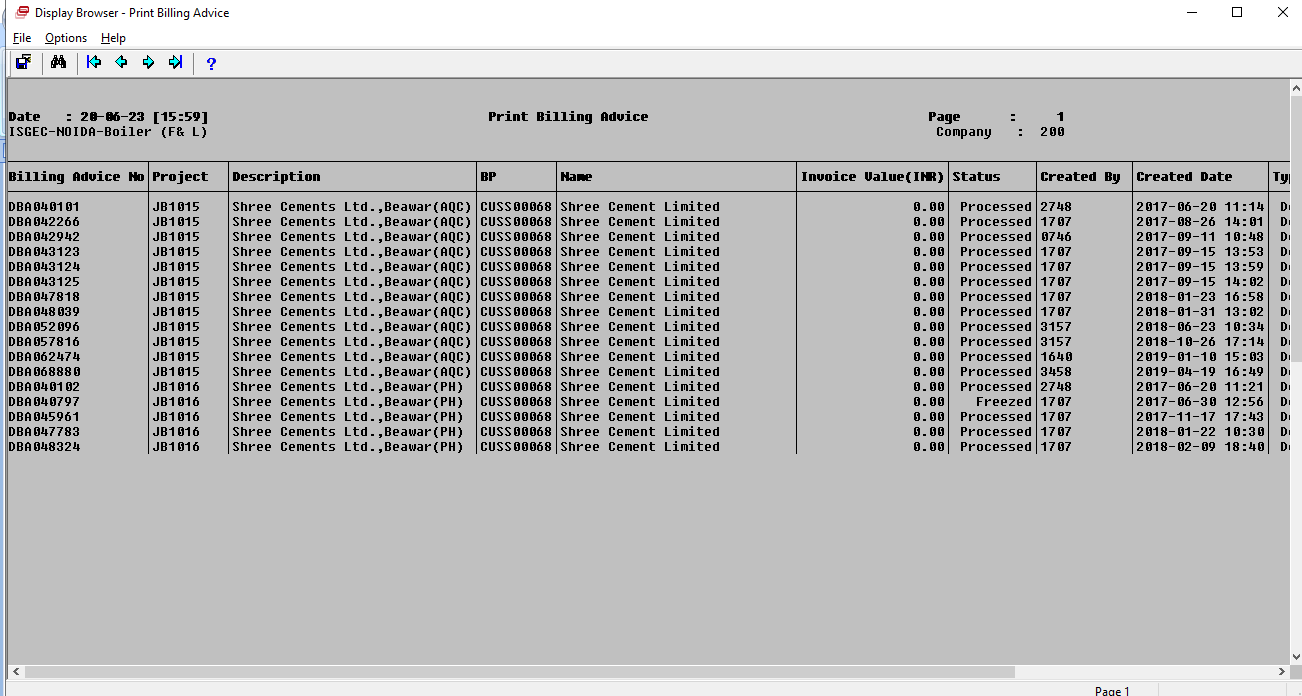 Display Browser - Print Billing Advice
File Options Help
Date : 20-06-23 [15:59] Print Billing Advice Page : 1
ISGEC-NOIDA-Boiler (F& L) Company : 200
Billing Advice No Project Description BP Name Invoice Value(INR) Status Created By Created Date
DBA040101 JB1015 Shree Cements Ltd.,Beawar(AQC) CUSS00068 Shree Cement Limited 0.00 Processed 2748 2017-06-20 11:14
DBA042266 JB1015 Shree Cements Ltd.,Beawar(AQC) CUSS00068 Shree Cement Limited 0.00 Processed 1707 2017-08-26 14:01
DBA042942 JB1015 Shree Cements Ltd.,Beawar(AQC) CUSS00068 Shree Cement Limited 0.00 Processed 0746 2017-09-11 10:48
DBA043123 JB1015 Shree Cements Ltd.,Beawar(AQC) CUSS00068 Shree Cement Limited 0.00 Processed 1707 2017-09-15 13:53
DBA043124 JB1015 Shree Cements Ltd.,Beawar(AQC) CUSS00068 Shree Cement Limited 0.00 Processed 1707 2017-09-15 13:59
DBA043125 JB1015 Shree Cements Ltd.,Beawar(AQC) CUSS00068 Shree Cement Limited 0.00 Processed 1707 2017-09-15 14:02
DBA047818 JB1015 Shree Cements Ltd.,Beawar(AQC) CUSS00068 Shree Cement Limited 0.00 Processed 1707 2018-01-23 16:58
DBA048039 JB1015 Shree Cements Ltd.,Beawar(AQC) CUSS00068 Shree Cement Limited 0.00 Processed 1707 2018-01-31 13:02
DBA052096 JB1015 Shree Cements Ltd.,Beawar(AQC) CUSS00068 Shree Cement Limited 0.00 Processed 3157 2018-06-23 10:34
DBA057816 JB1015 Shree Cements Ltd.,Beawar(AQC) CUSS00068 Shree Cement Limited 0.00 Processed 3157 2018-10-26 17:14
DBA062474 JB1015 Shree Cements Ltd.,Beawar(AQC) CUSS00068 Shree Cement Limited 0.00 Processed 1640 2019-01-10 15:03
DBA068880 JB1015 Shree Cements Ltd.,Beawar(AQC) CUSS00068 Shree Cement Limited 0.00 Processed 3458 2019-04-19 16:49
DBA040102 JB1016 Shree Cements Ltd.,Beawar(PH) CUSS00068 Shree Cement Limited 0.00 Processed 2748 2017-06-20 11:21
DBA040797 JB1016 Shree Cements Ltd.,Beawar(PH) CUSS00068 Shree Cement Limited 0.00 Freezed 1707 2017-06-30 12:56
DBA045961 JB1016 Shree Cements Ltd.,Beawar(PH) CUSS00068 Shree Cement Limited 0.00 Processed 1707 2017-11-17 17:43
DBA047783 JB1016 Shree Cements Ltd.,Beawar(PH) CUSS00068 Shree Cement Limited 0.00 Processed 1707 2018-01-22 10:30
DBA048324 JB1016 Shree Cements Ltd.,Beawar(PH) CUSS00068 Shree Cement Limited 0.00 Processed 1707 2018-02-09 18:40
Page 1